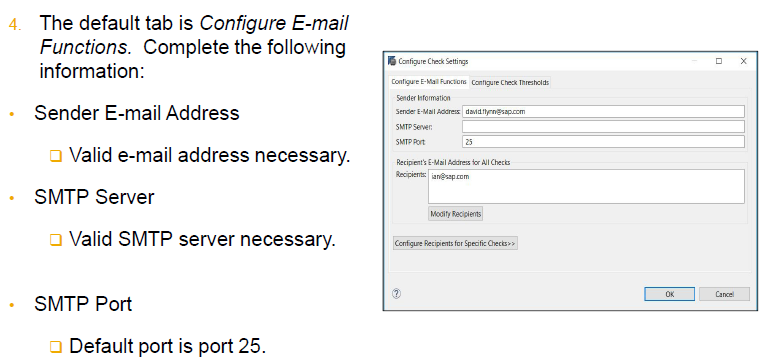 4. The default tab is Configure E-mail
Functions. Complete the following
information:
• Sender E-mail Address
❑ Valid e-mail address necessary.
• SMTP Server
❑ Valid SMTP server necessary.
• SMTP Port
❑ Default port is port 25.
Configure Check Settings
Configure E-Mail Functions Configure Check Thresholds
Sender Information
Sender E-Mail Address: david.flynn@sap.com
SMTP Server:
SMTP Port: 25
Recipient's E-Mail Address for All Checks
Recipients: ian@sap.com
Modify Recipients
Configure Recipients for Specific Checks>>
OK Cancel